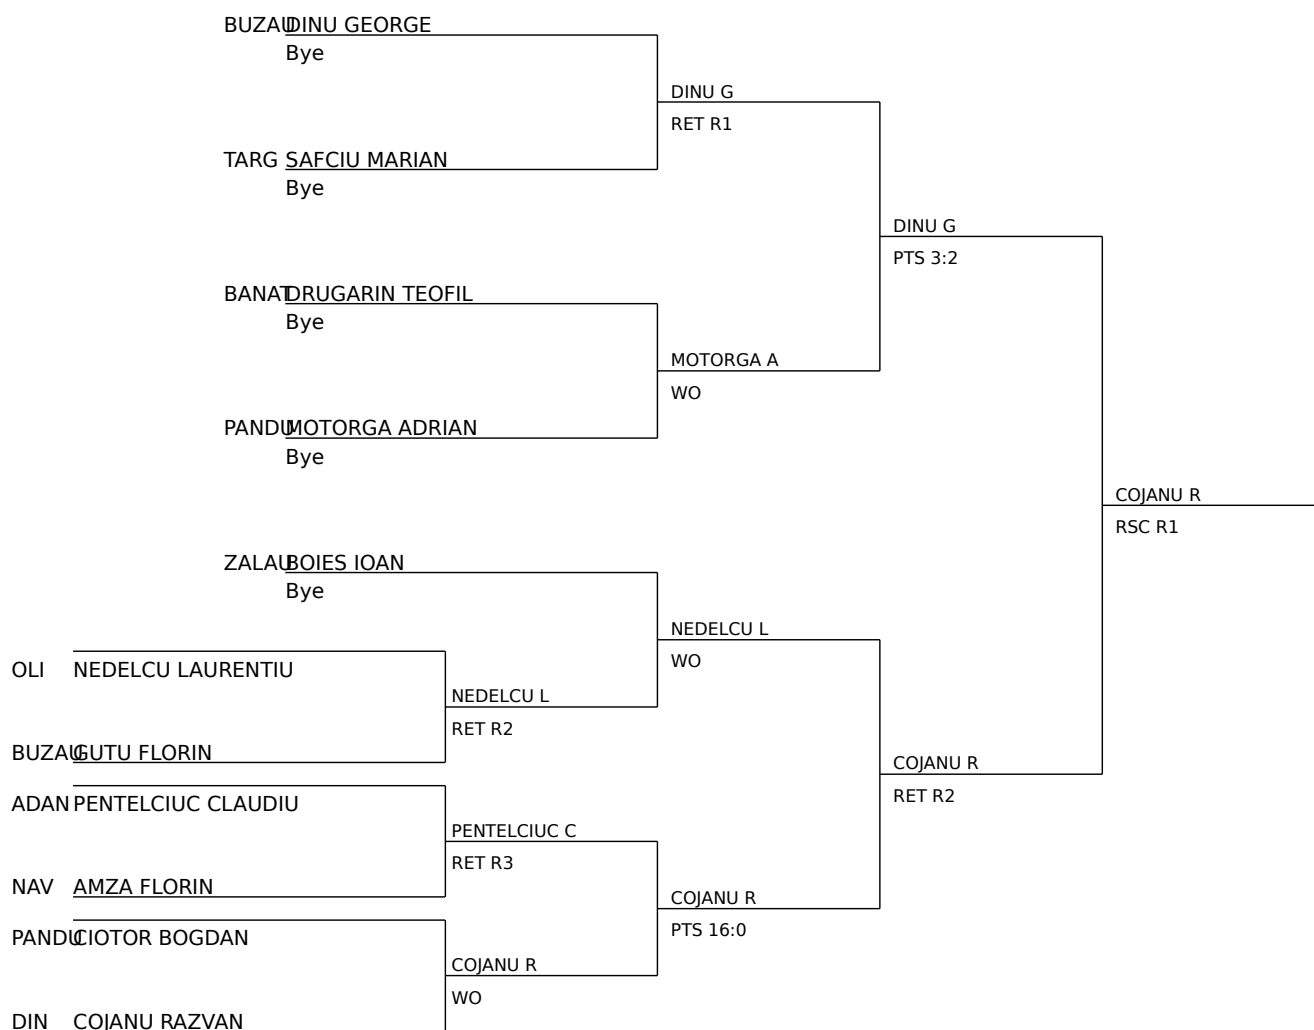 BUZAU DINU GEORGE
Bye
DINU G
RET R1
TARG SAFCIU MARIAN
Bye
DINU G
PTS 3:2
BANAT DRUGARIN TEOFIL
Bye
MOTORGA A
WO
PANDU MOTORGA ADRIAN
Bye
COJANU R
RSC R1
ZALAU BOIES IOAN
Bye
NEDELCU L
WO
OLI NEDELCU LAURENTIU
NEDELCU L
RET R2
BUZAU GUTU FLORIN
COJANU R
RET R2
ADAN PENTELCIUC CLAUDIU
PENTELCIUC C
RET R3
NAV AMZA FLORIN
COJANU R
PTS 16:0
PANDU CIOTOR BOGDAN
COJANU R
WO
DIN COJANU RAZVAN